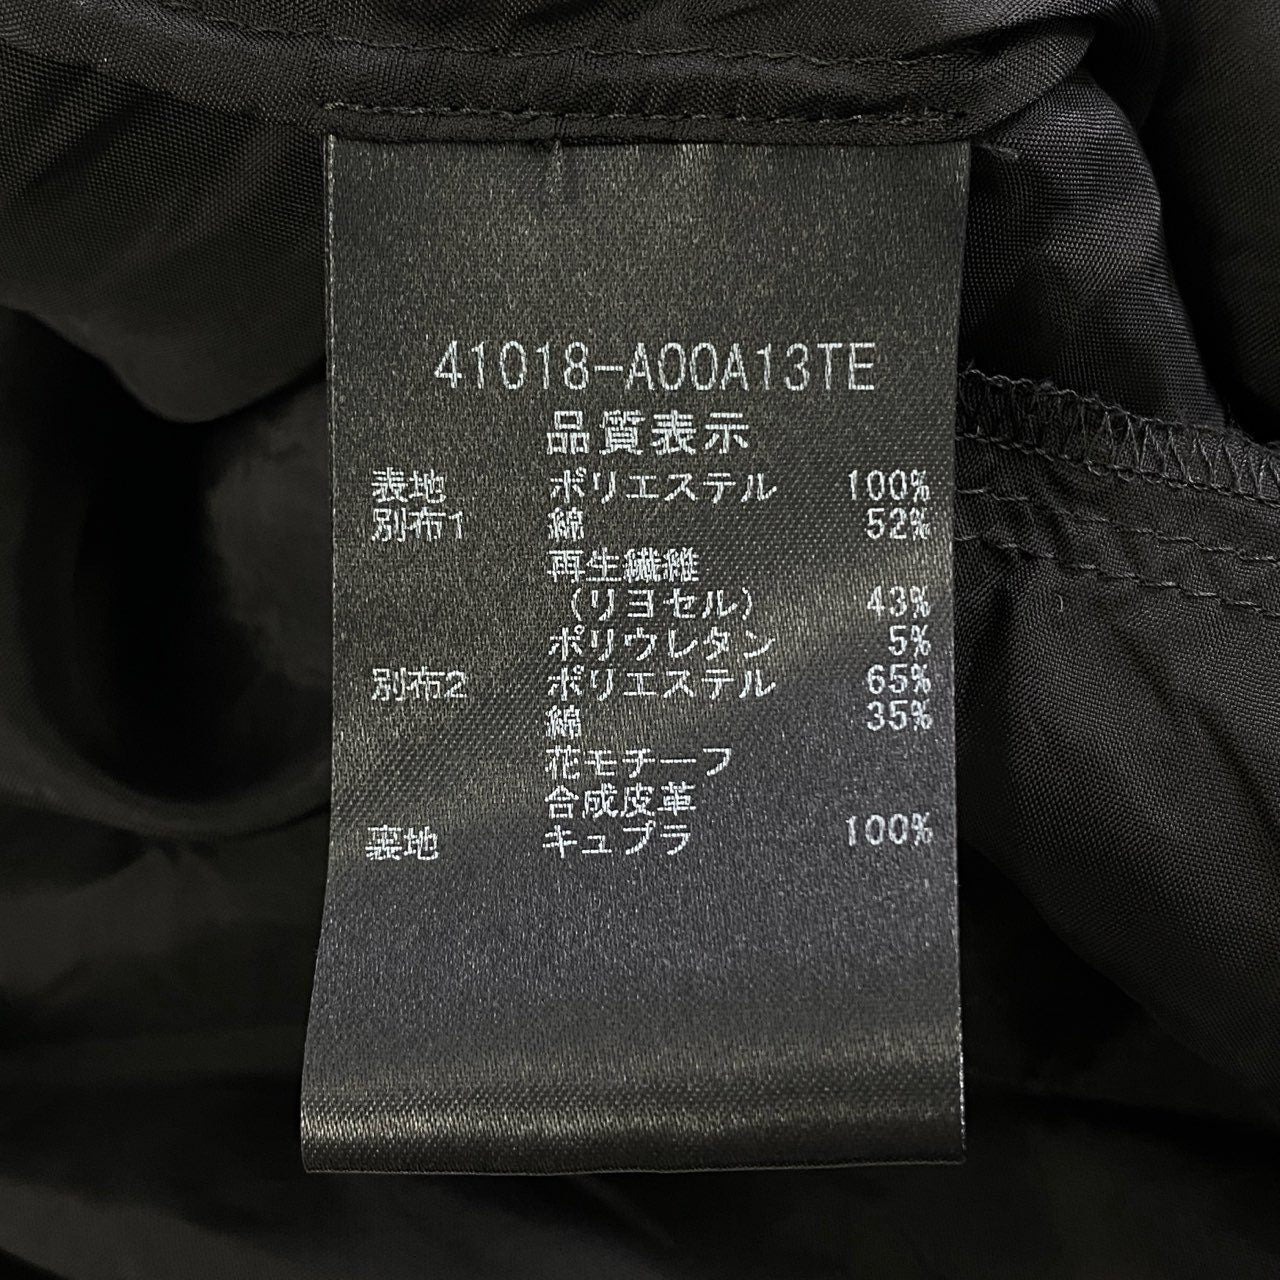 41018-A00A13TE
品質表示
表地 ポリエステル 100%
別布1 綿 52%
再生繊維
(リヨセル) 43%
ポリウレタン 5%
別布2 ポリエステル 65%
綿 35%
花モチーフ
合成皮革
裏地 キュプラ 100%